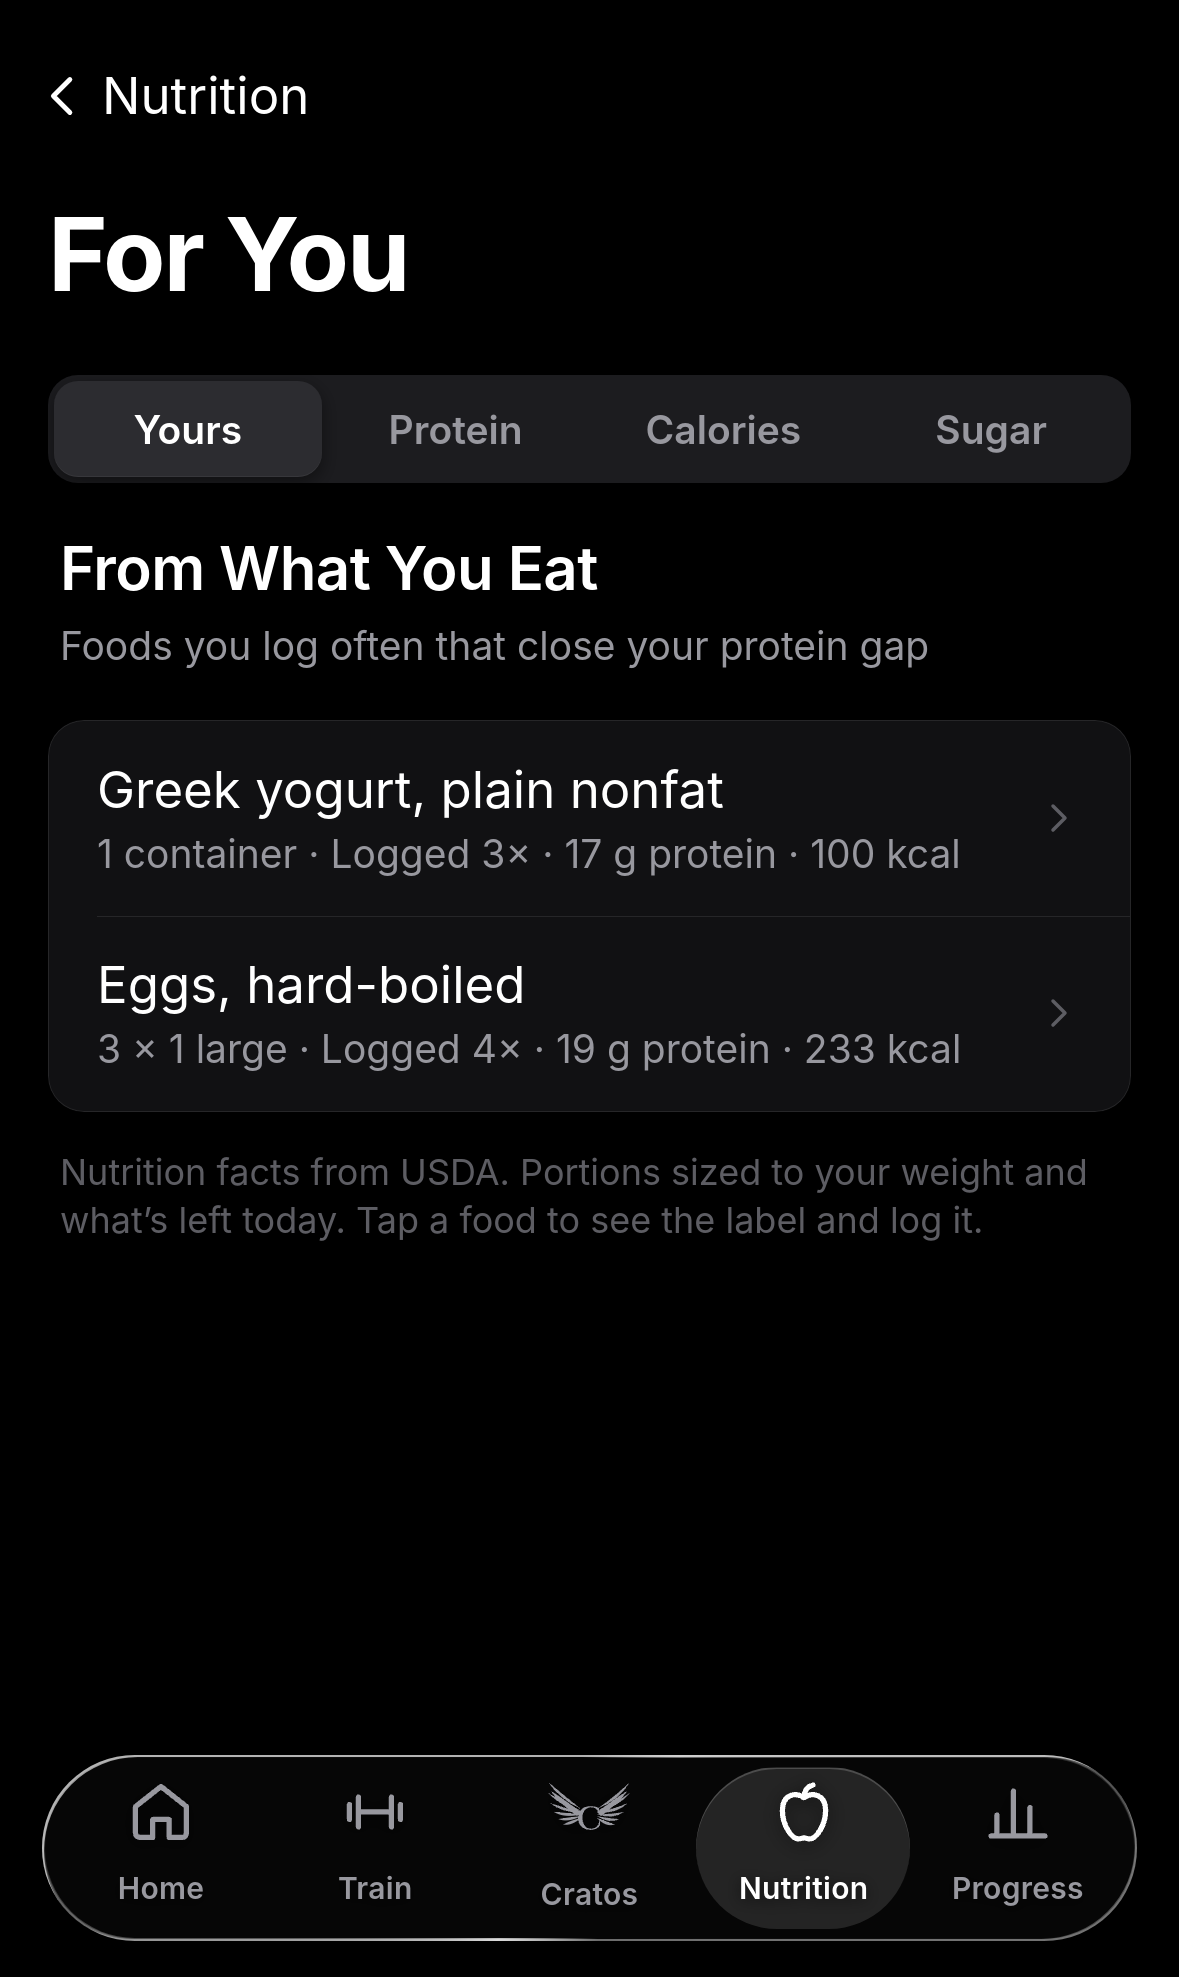 Nutrition
For You
Yours
Protein
Calories
Sugar
From What You Eat
Foods you log often that close your protein gap
Greek yogurt, plain nonfat
1 container · Logged 3× · 17 g protein · 100 kcal
Eggs, hard-boiled
3 × 1 large · Logged 4× · 19 g protein · 233 kcal
Nutrition facts from USDA. Portions sized to your weight and
what’s left today. Tap a food to see the label and log it.
C
Home
Train
Cratos
Nutrition
Progress